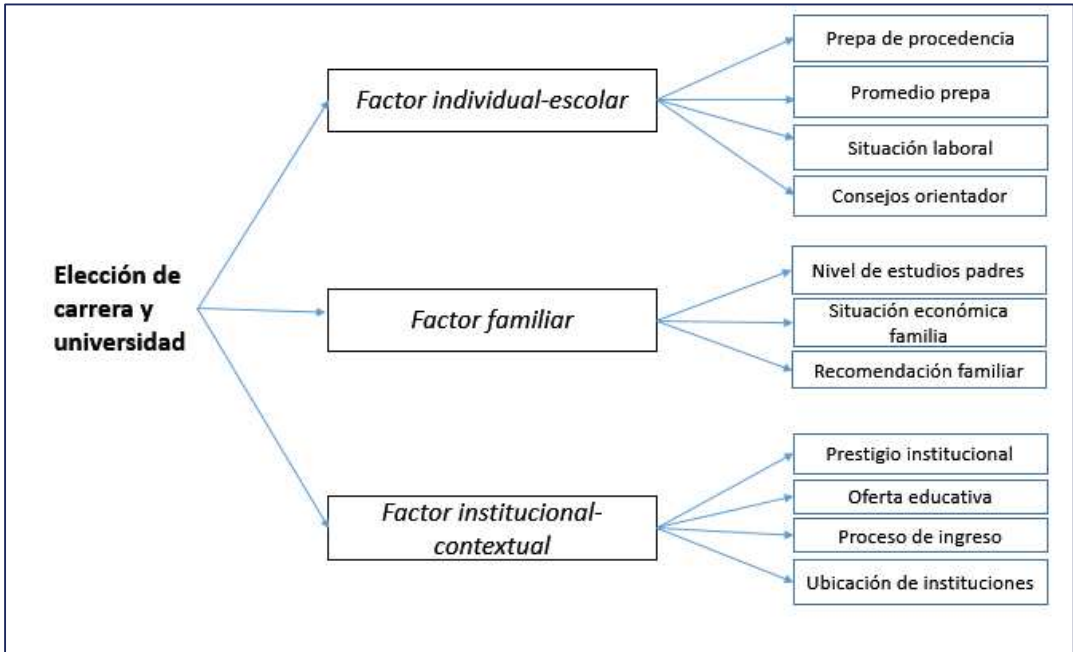 Elección de
carrera y
universidad
Factor individual-escolar
Prepa de procedencia
Promedio prepa
Situación laboral
Consejos orientador
Factor familiar
Nivel de estudios padres
Situación económica
familia
Recomendación familiar
Factor institucional-
contextual
Prestigio institucional
Oferta educativa
Proceso de ingreso
Ubicación de instituciones